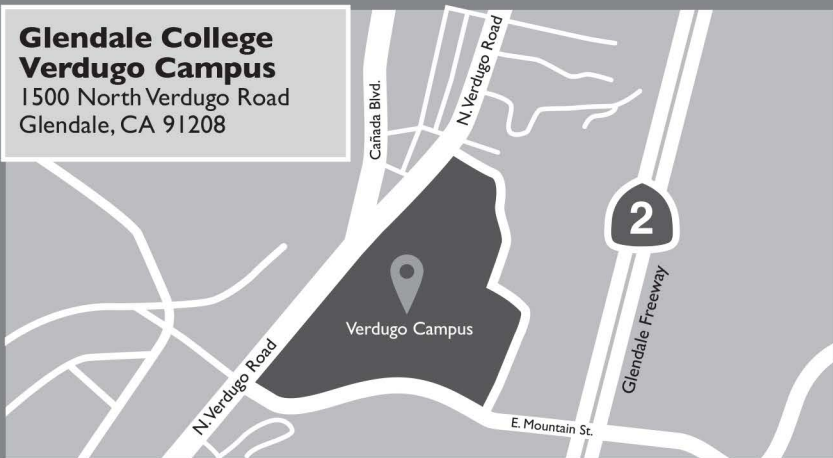 Glendale College
Verdugo Campus
1500 North Verdugo Road
Glendale, CA 91208
Cañada Blvd.
N. Verdugo Road
2
Verdugo Campus
Glendale Freeway
N. Verdugo Road
E. Mountain St.